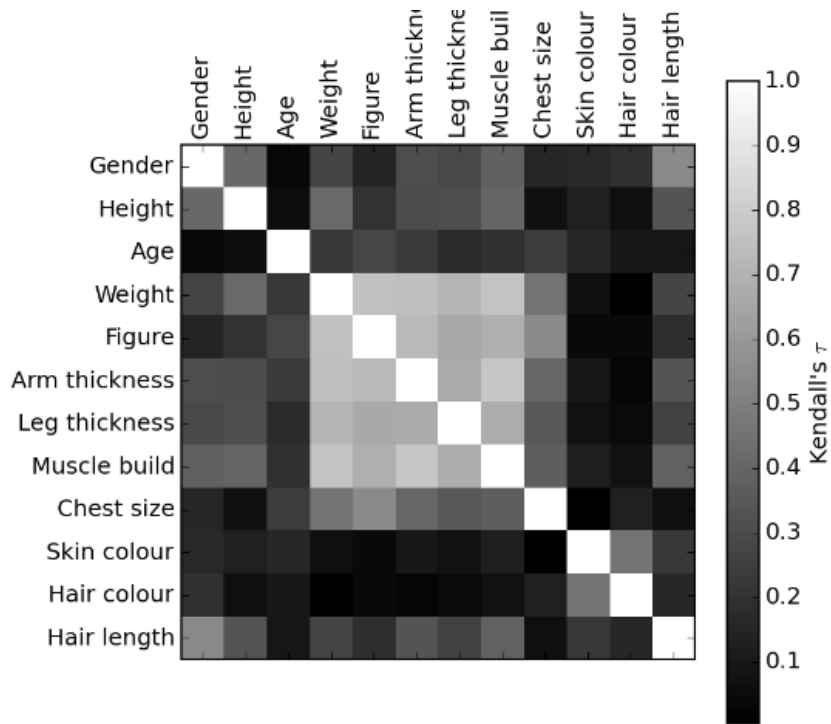 Gender
Height
Age
Weight
Figure
Arm thickne
Leg thickne
Muscle buil
Chest size
Skin colour
Hair colour
Hair length
Gender
Height
Age
Weight
Figure
Arm thickness
Leg thickness
Muscle build
Chest size
Skin colour
Hair colour
Hair length
1.0
0.9
0.8
0.7
0.6
0.5
0.4
0.3
0.2
0.1
Kendall's τ